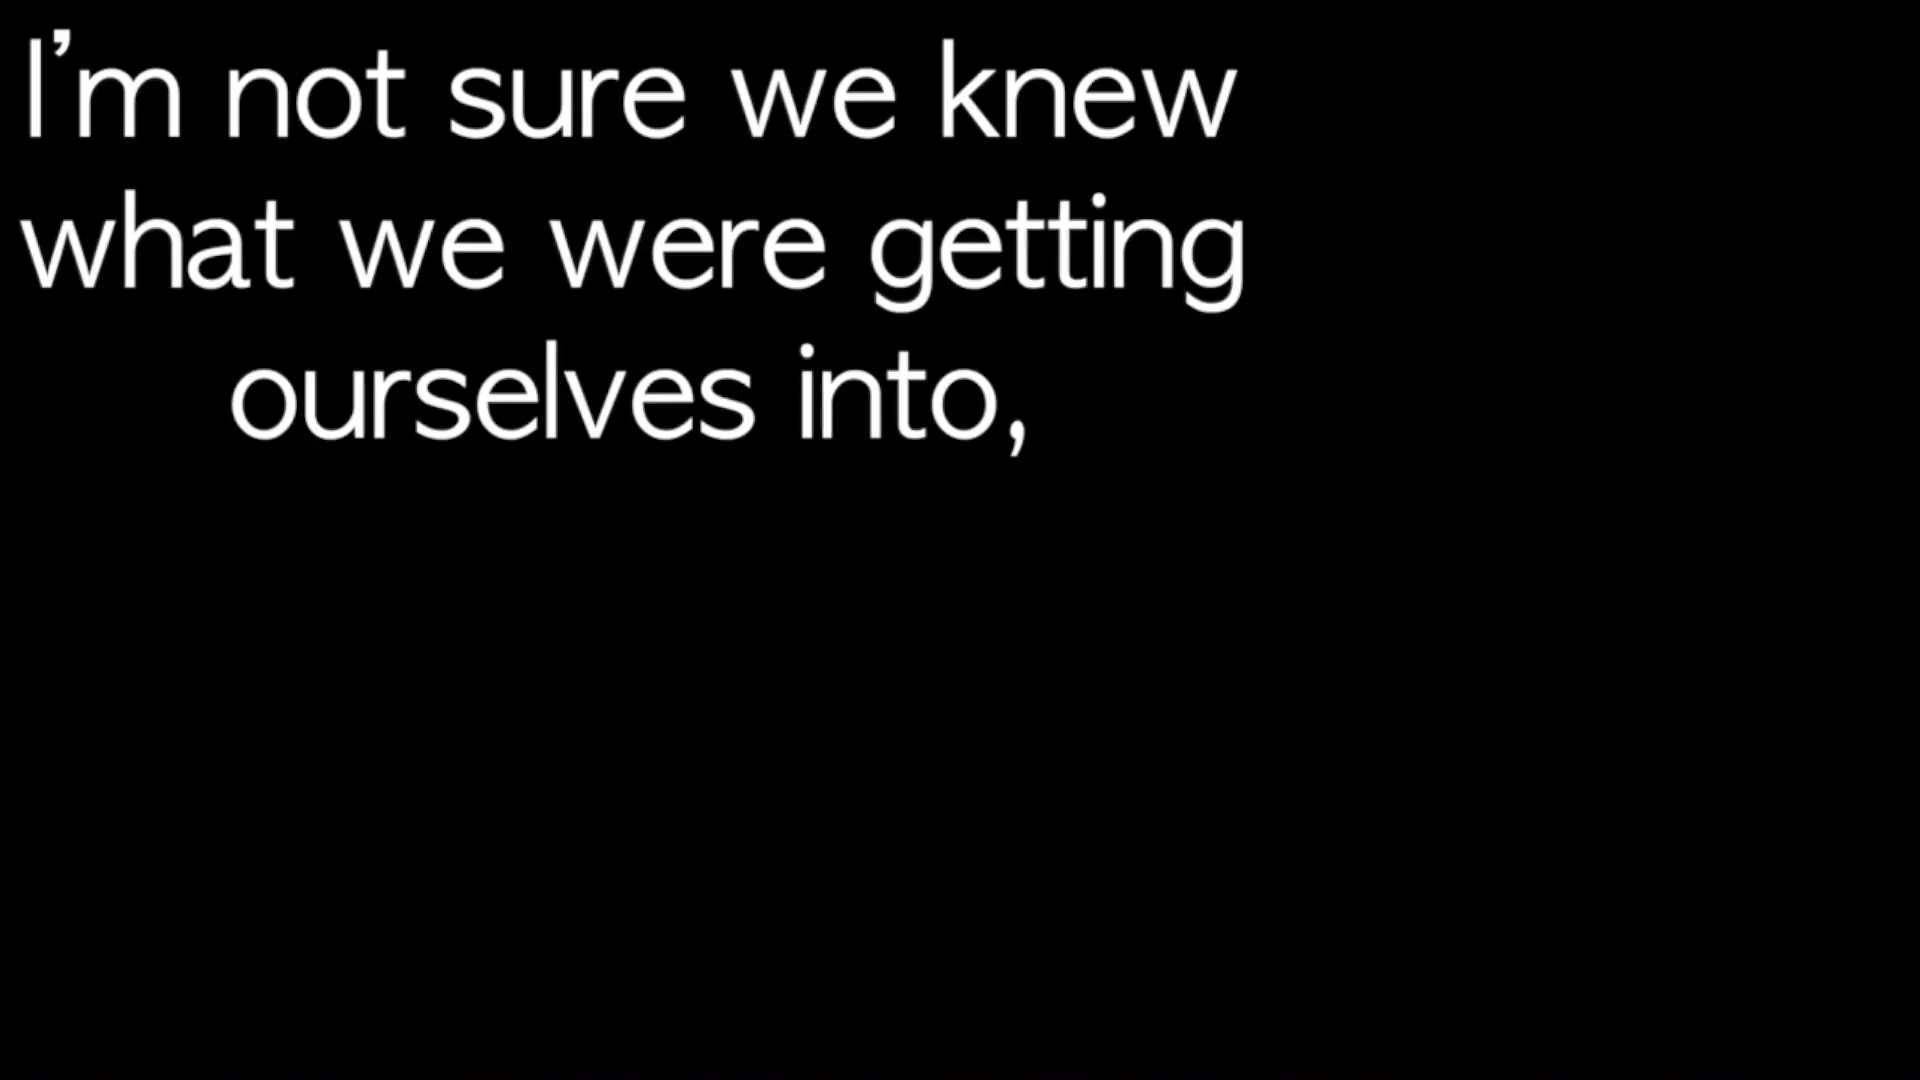 I’m not sure we knew
what we were getting
ourselves into,